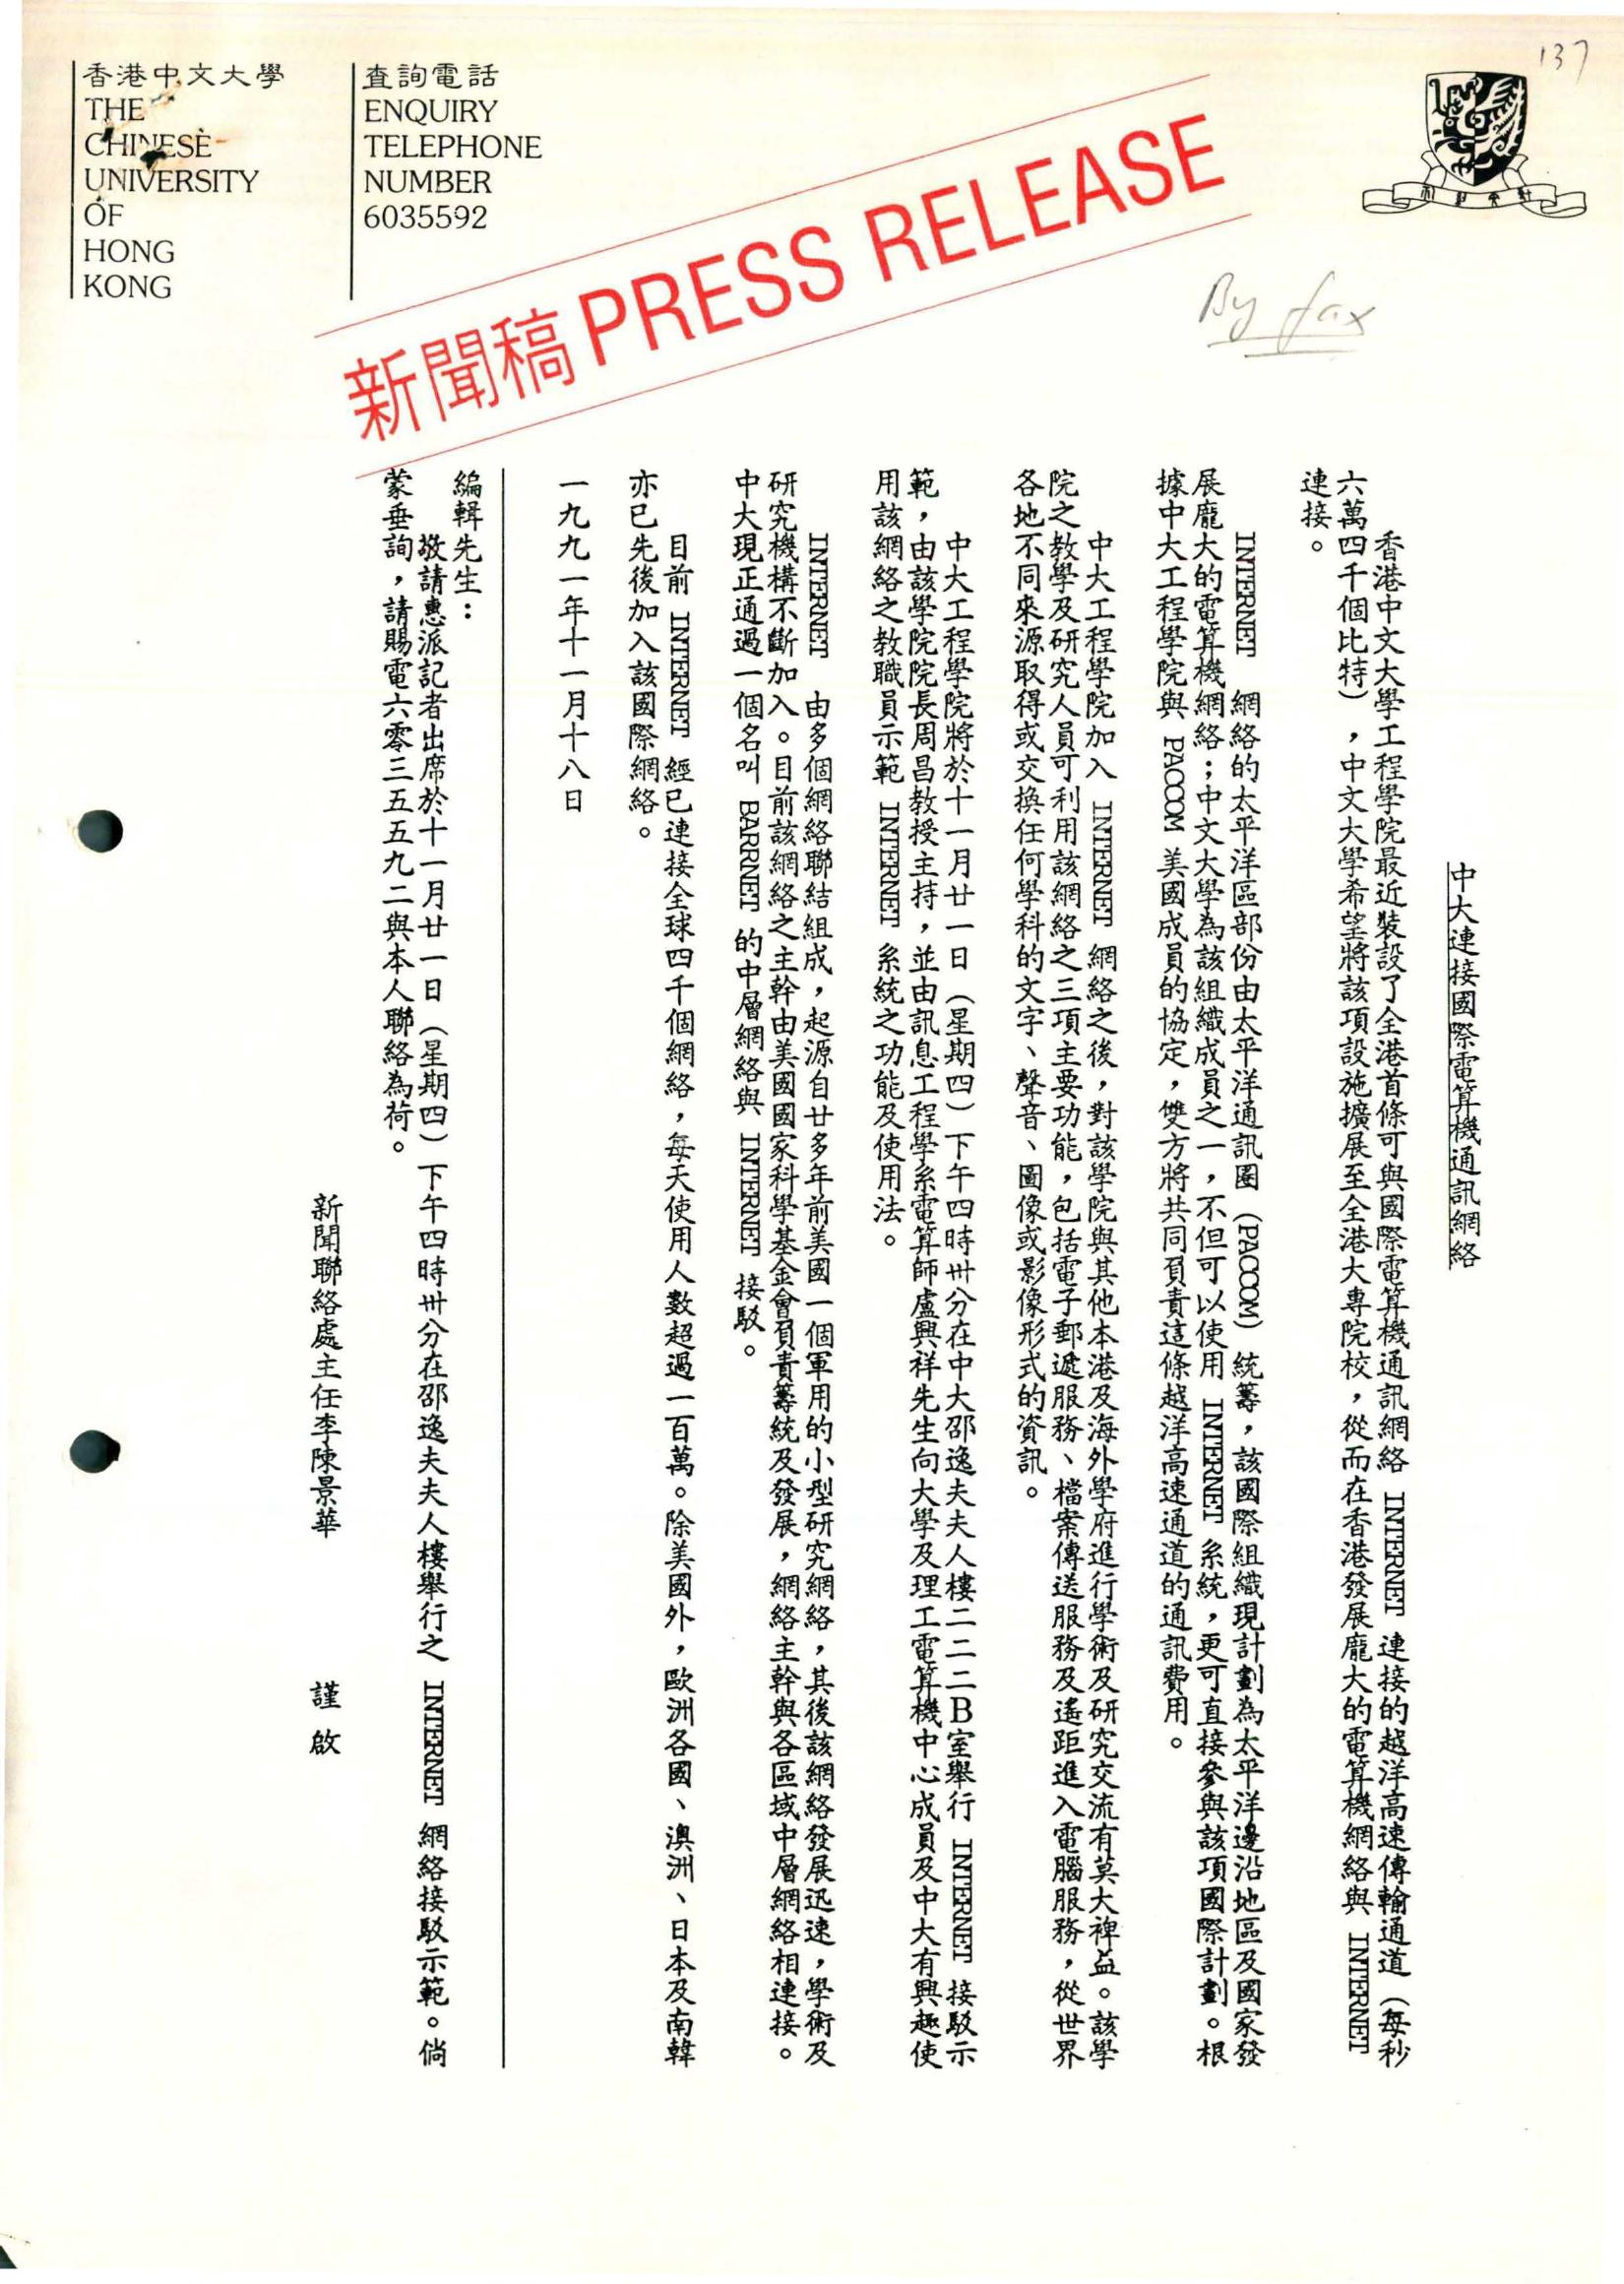 137
香港中文大學
THE
CHINESE
UNIVERSITY
OF
HONG
KONG
查詢電話
ENQUIRY
TELEPHONE
NUMBER
6035592
新聞稿 PRESS RELEASE
By fax
中大連接國際電算機通訊網絡
香港中文大學工程學院最近裝設了全港首條可與國際電算機通訊網絡 INTERNET 連接的越洋高速傳輸通道（每秒
六萬四千個比特），中文大學希望將該項設施擴展至全港大專院校，從而在香港發展龐大的電算機網絡與 INTERNET
連接。
INTERNET 網絡的太平洋區部份由太平洋通訊圈（PACCOM）統籌，該國際組織現計劃為太平洋邊沿地區及國家發
展龐大的電算機網絡；中文大學為該組織成員之一，不但可以使用 INTERNET 系統，更可直接參與該項國際計劃。根
據中大工程學院與 PACCOM 美國成員的協定，雙方將共同負責這條越洋高速通道的通訊費用。
中大工程學院加入 INTERNET 網絡之後，對該學院與其他本港及海外學府進行學術及研究交流有莫大裨益。該學
院之教學及研究人員可利用該網絡之三項主要功能，包括電子郵遞服務、檔案傳送服務及遙距進入電腦服務，從世界
各地不同來源取得或交換任何學科的文字、聲音、圖像或影像形式的資訊。
中大工程學院將於十一月廿一日（星期四）下午四時卅分在中大邵逸夫夫人樓二二二B室舉行 INTERNET 接駁示
範，由該學院院長周昌教授主持，並由訊息工程學系電算師盧興祥先生向大學及理工電算機中心成員及中大有興趣使
用該網絡之教職員示範 INTERNET 系統之功能及使用法。
INTERNET 由多個網絡聯結組成，起源自廿多年前美國一個軍用的小型研究網絡，其後該網絡發展迅速，學術及
研究機構不斷加入。目前該網絡之主幹由美國國家科學基金會負責籌統及發展，網絡主幹與各區域中層網絡相連接。
中大現正通過一個名叫 BARRNET 的中層網絡與 INTERNET 接駁。
目前 INTERNET 經已連接全球四千個網絡，每天使用人數超過一百萬。除美國外，歐洲各國、澳洲、日本及南韓
亦已先後加入該國際網絡。
一九九一年十一月十八日
編輯先生：
敬請惠派記者出席於十一月廿一日（星期四）下午四時卅分在邵逸夫夫人樓舉行之 INTERNET 網絡接駁示範。倘
蒙垂詢，請賜電六零三五五九二與本人聯絡為荷。
新聞聯絡處主任李陳景華 謹啟